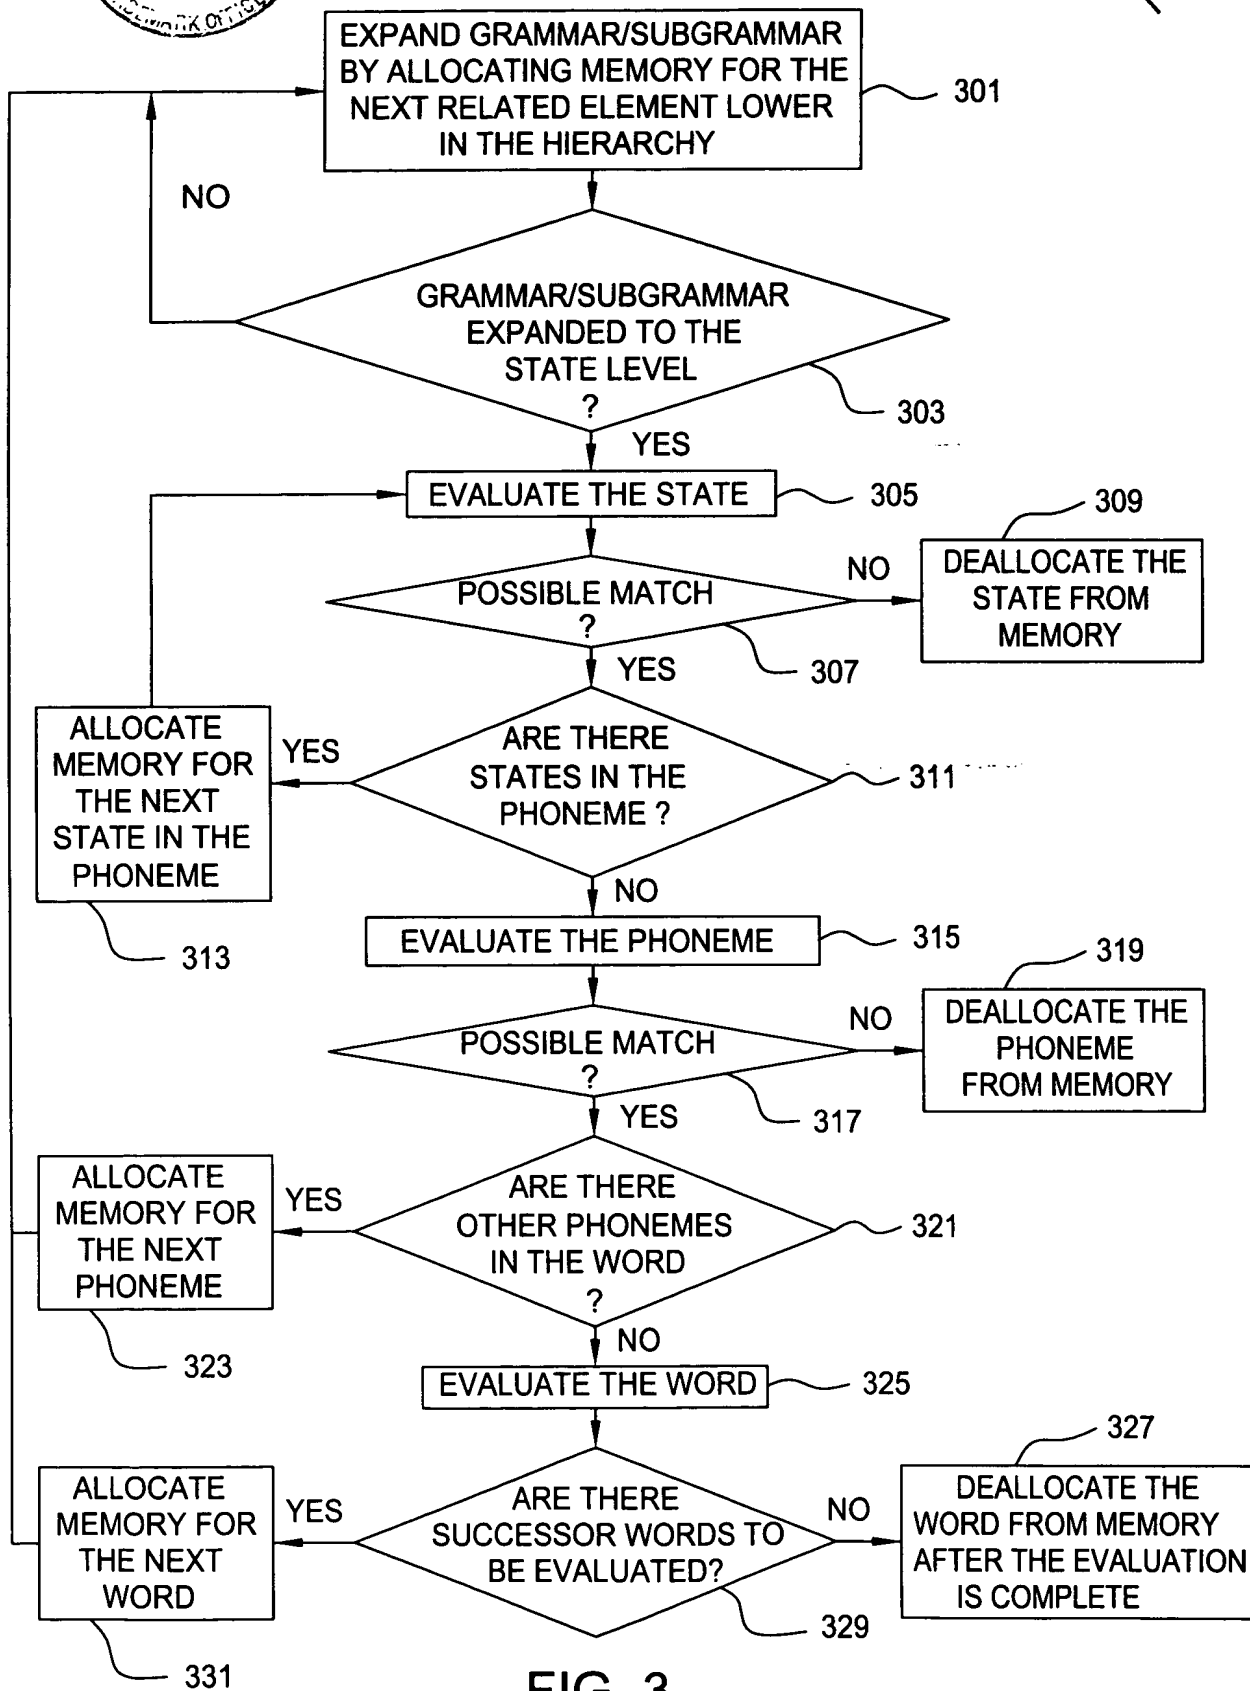 EXPAND GRAMMAR/SUBGRAMMAR
BY ALLOCATING MEMORY FOR THE
NEXT RELATED ELEMENT LOWER
IN THE HIERARCHY
301
NO
GRAMMAR/SUBGRAMMAR
EXPANDED TO THE
STATE LEVEL
?
303
YES
EVALUATE THE STATE
305
309
DEALLOCATE THE
STATE FROM
MEMORY
NO
POSSIBLE MATCH
?
307
YES
ALLOCATE
MEMORY FOR
THE NEXT
STATE IN THE
PHONEME
YES
ARE THERE
STATES IN THE
PHONEME ?
311
313
NO
EVALUATE THE PHONEME
315
319
DEALLOCATE THE
PHONEME
FROM MEMORY
NO
POSSIBLE MATCH
?
317
YES
ALLOCATE
MEMORY FOR
THE NEXT
PHONEME
YES
ARE THERE
OTHER PHONEMES
IN THE WORD
?
321
323
NO
EVALUATE THE WORD
325
327
ALLOCATE
MEMORY FOR
THE NEXT
WORD
YES
ARE THERE
SUCCESSOR WORDS TO
BE EVALUATED?
NO
DEALLOCATE THE
WORD FROM MEMORY
AFTER THE EVALUATION
IS COMPLETE
329
331
FIG. 3